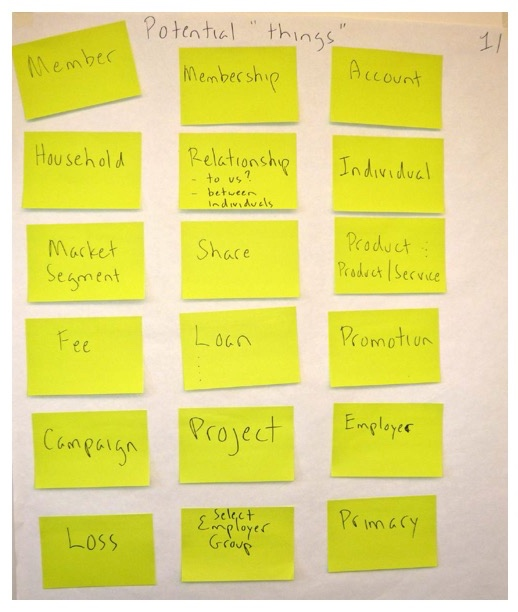 Potential "things"
1/
Member
Membership
Account
Household
Relationship
- to us?
- between
individuals
Individual
Market
Segment
Share
Product :
Product/Service
Fee
Loan
Promotion
Campaign
Project
Employer
Loss
Select
Employer
Group
Primary